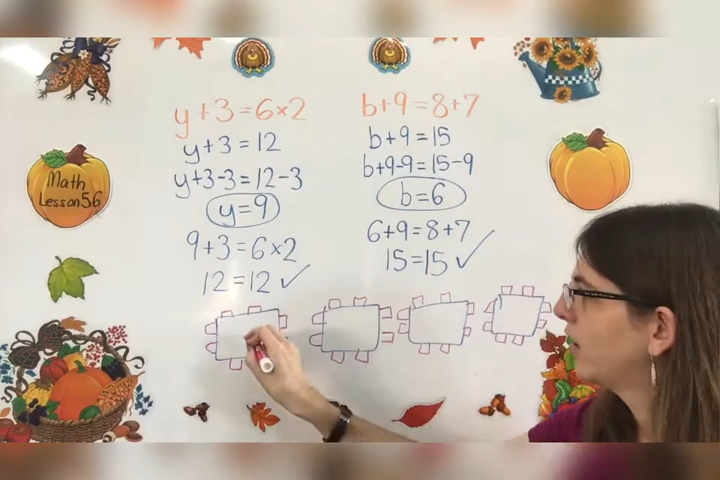 Math
Lesson 56
y+3=6×2
y+3=12
y+3-3=12-3
y=9
9+3=6×2
12=12✓
b+9=8+7
b+9=15
b+9-9=15-9
b=6
6+9=8+7
15=15✓